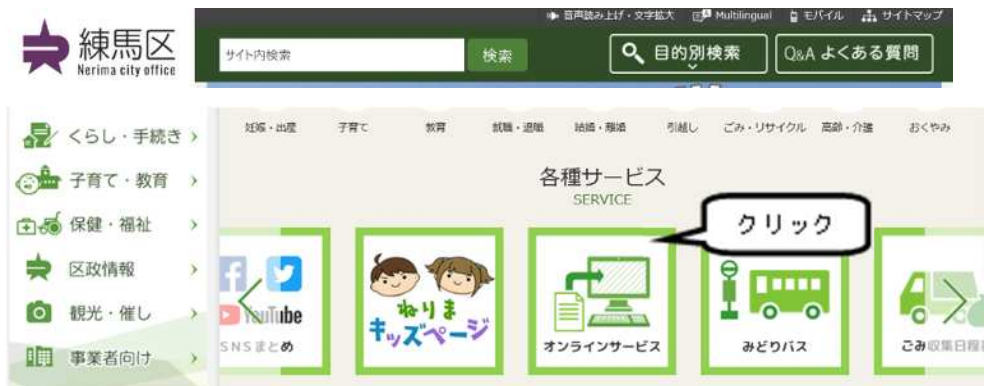 音声読み上げ・文字拡大 Multilingual モバイル サイトマップ
練馬区
Nerima city office
サイト内検索 検索 目的別検索 Q&A よくある質問
くらし・手続き
子育て・教育
保健・福祉
区政情報
観光・催し
事業者向け
妊娠・出産 子育て 教育 就職・退職 結婚・離婚 引越し ごみ・リサイクル 高齢・介護 おくやみ
各種サービス
SERVICE
クリック
YouTube
SNSまとめ
ねりま
キッズページ
オンラインサービス
みどりバス
ごみ収集日程